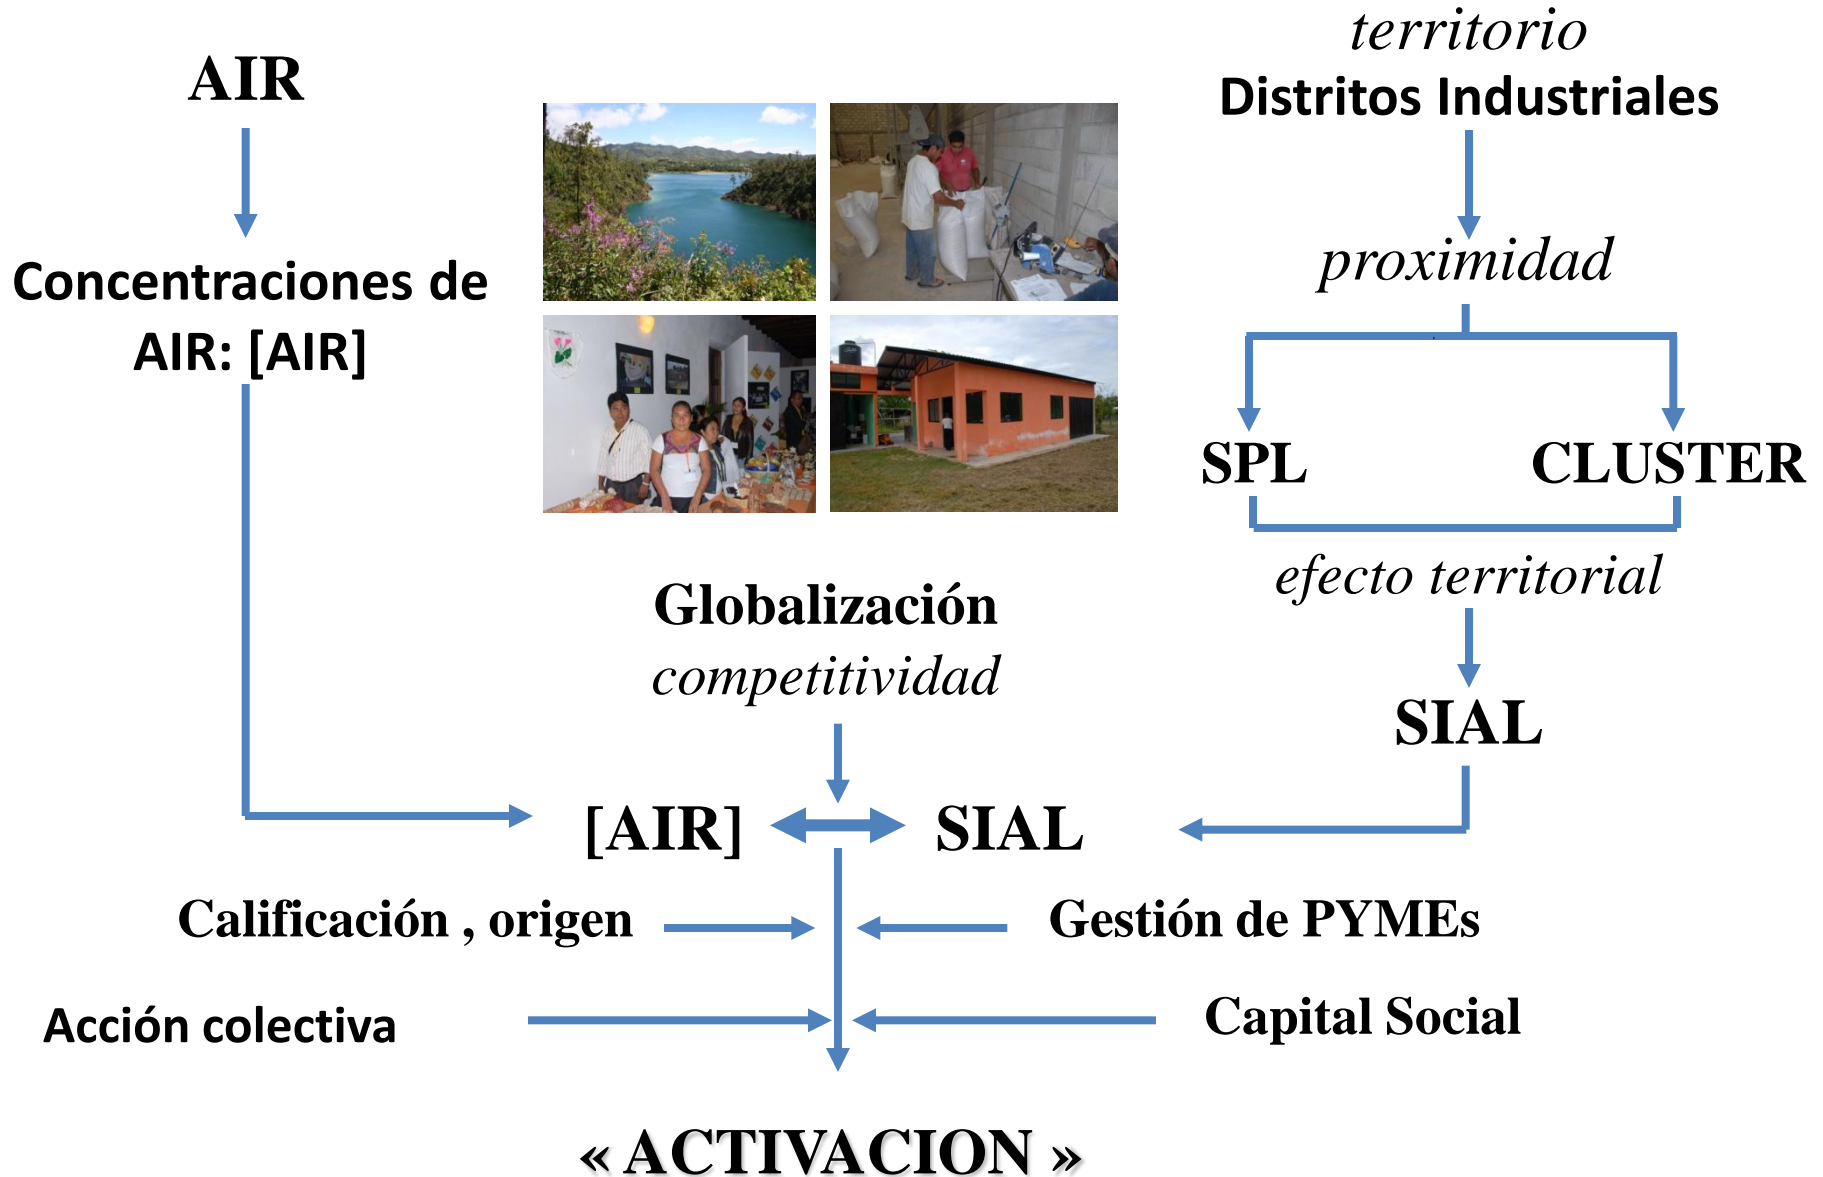 AIR
Concentraciones de
AIR: [AIR]
territorio
Distritos Industriales
proximidad
SPL
CLUSTER
efecto territorial
SIAL
Globalización
competitividad
[AIR]
SIAL
Calificación , origen
Gestión de PYMEs
Acción colectiva
Capital Social
« ACTIVACION »